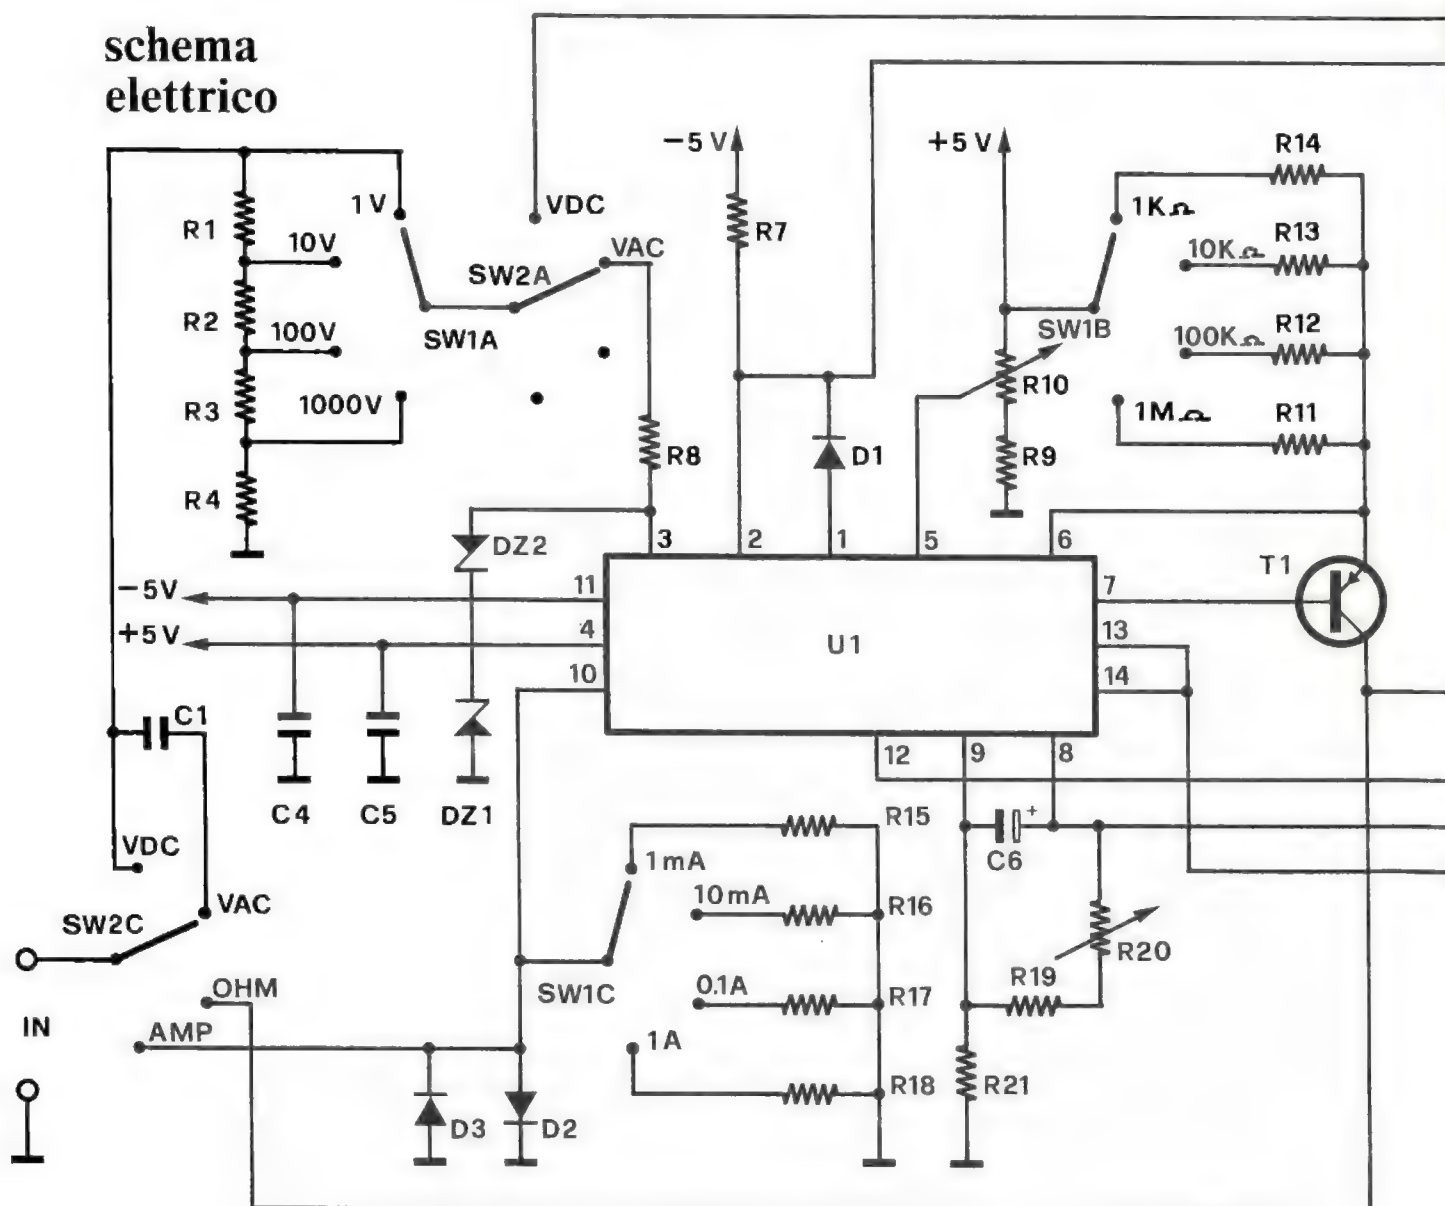 schema
elettrico
-5V
+5V
R14
1V
VDC
R7
1KΩ
R1
10V
VAC
R13
10KΩ
SW2A
R2
100V
SW1A
SW1B
R12
100KΩ
R10
R3
1000V
1MΩ
R11
R8
D1
R9
R4
DZ2
3
2
1
5
6
T1
-5V
11
7
+5V
4
U1
13
10
14
C1
12
9
8
C4
C5
DZ1
R15
+
VDC
1mA
C6
VAC
10mA
R16
SW2C
R20
OHM
SW1C
0.1A
R17
R19
IN
AMP
1A
R18
R21
D3
D2